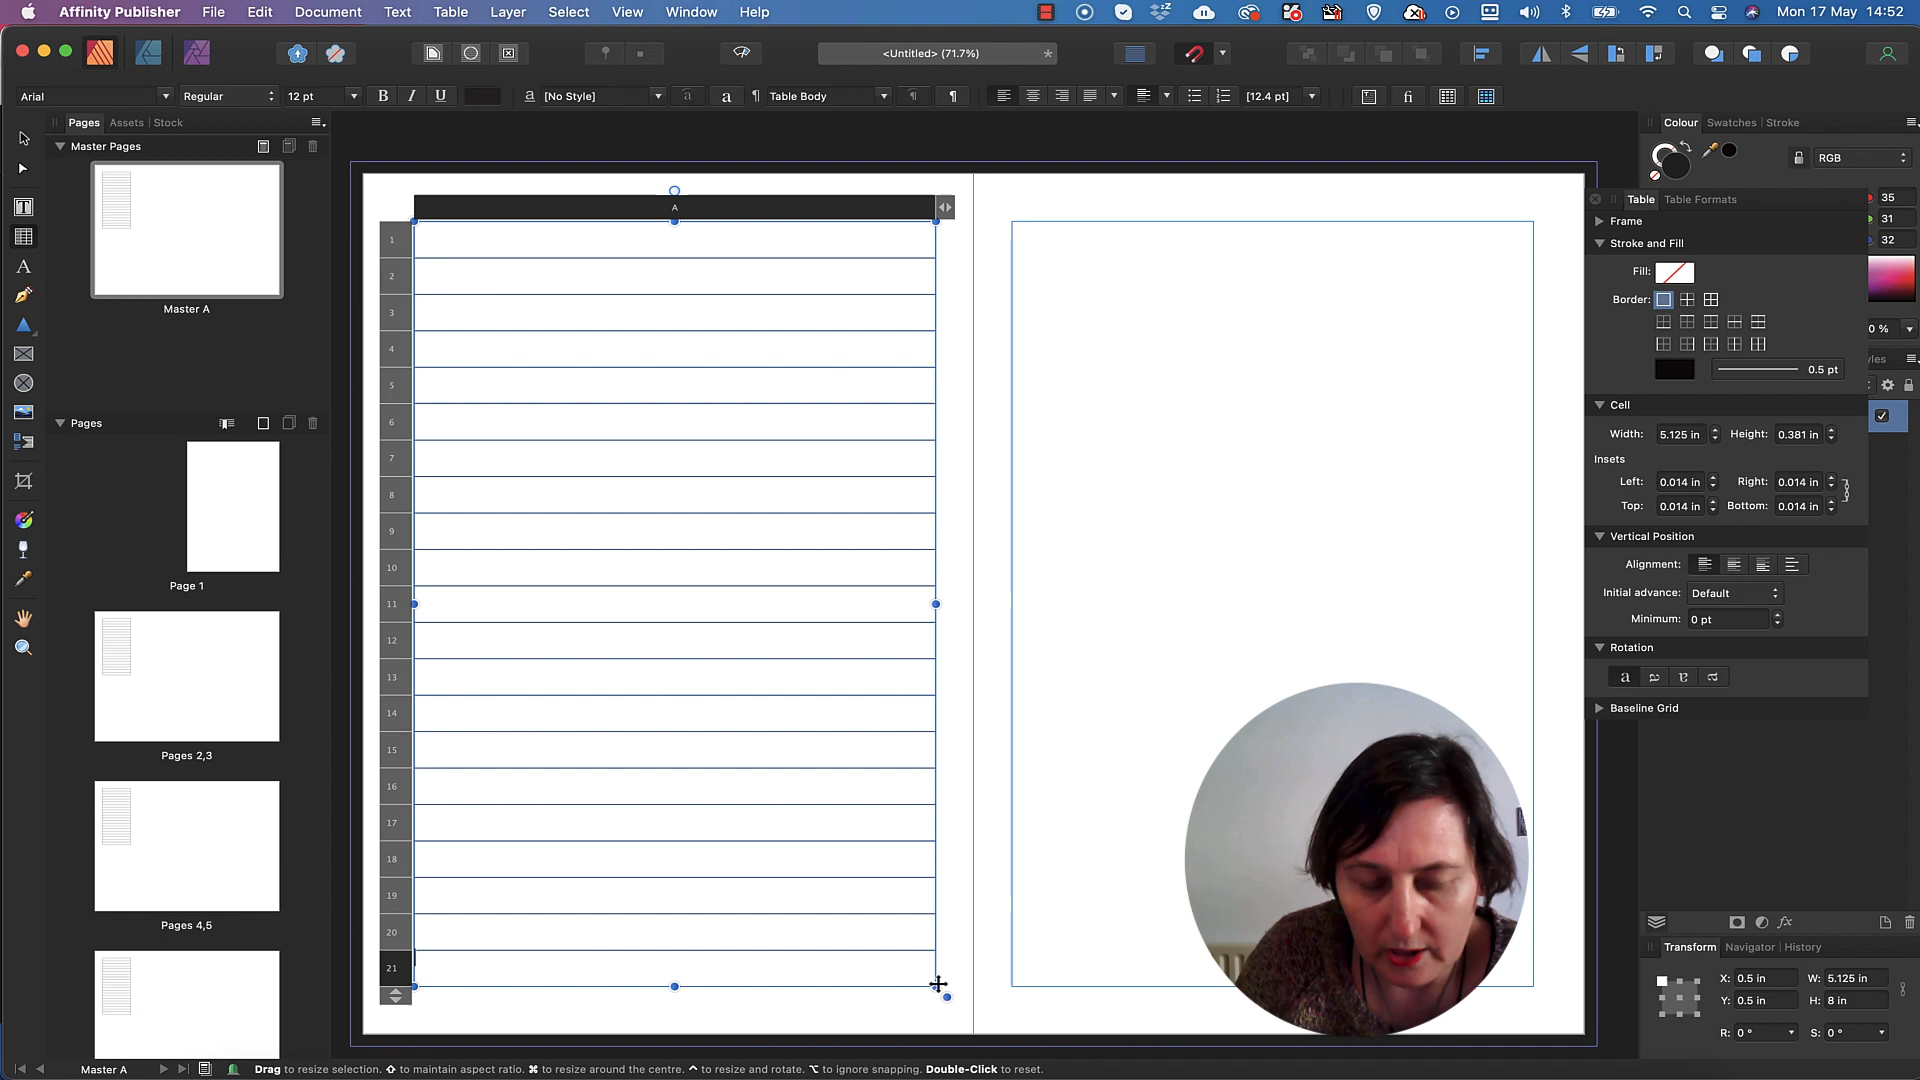 Affinity Publisher File Edit Document Text Table Layer Select View Window Help Mon 17 May 14:52
<Untitled> (71.7%) *
Arial Regular 12 pt B I U a [No Style] a a ¶ Table Body ¶ ¶ [12.4 pt] fi
Pages Assets Stock
Master Pages
Master A
Pages
Page 1
Pages 2,3
Pages 4,5
A
1
2
3
4
5
6
7
8
9
10
11
12
13
14
15
16
17
18
19
20
21
Colour Swatches Stroke
RGB
35
31
32
0 %
Table Table Formats
Frame
Stroke and Fill
Fill:
Border:
0.5 pt
Cell
Width: 5.125 in Height: 0.381 in
Insets
Left: 0.014 in Right: 0.014 in
Top: 0.014 in Bottom: 0.014 in
Vertical Position
Alignment:
Initial advance: Default
Minimum: 0 pt
Rotation
a a a a
Baseline Grid
fx
Transform Navigator History
X: 0.5 in W: 5.125 in
Y: 0.5 in H: 8 in
R: 0 ° S: 0 °
Master A
Drag to resize selection. ⇧ to maintain aspect ratio. ⌘ to resize around the centre. ^ to resize and rotate. ⌥ to ignore snapping. Double-Click to reset.